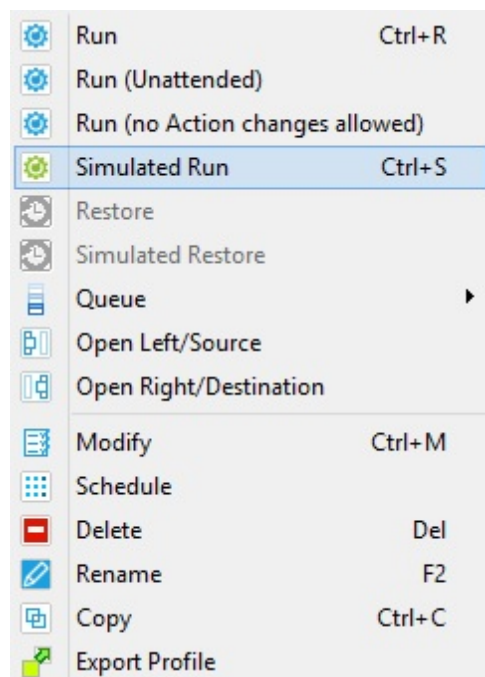 Run Ctrl+R
Run (Unattended)
Run (no Action changes allowed)
Simulated Run Ctrl+S
Restore
Simulated Restore
Queue
Open Left/Source
Open Right/Destination
Modify Ctrl+M
Schedule
Delete Del
Rename F2
Copy Ctrl+C
Export Profile